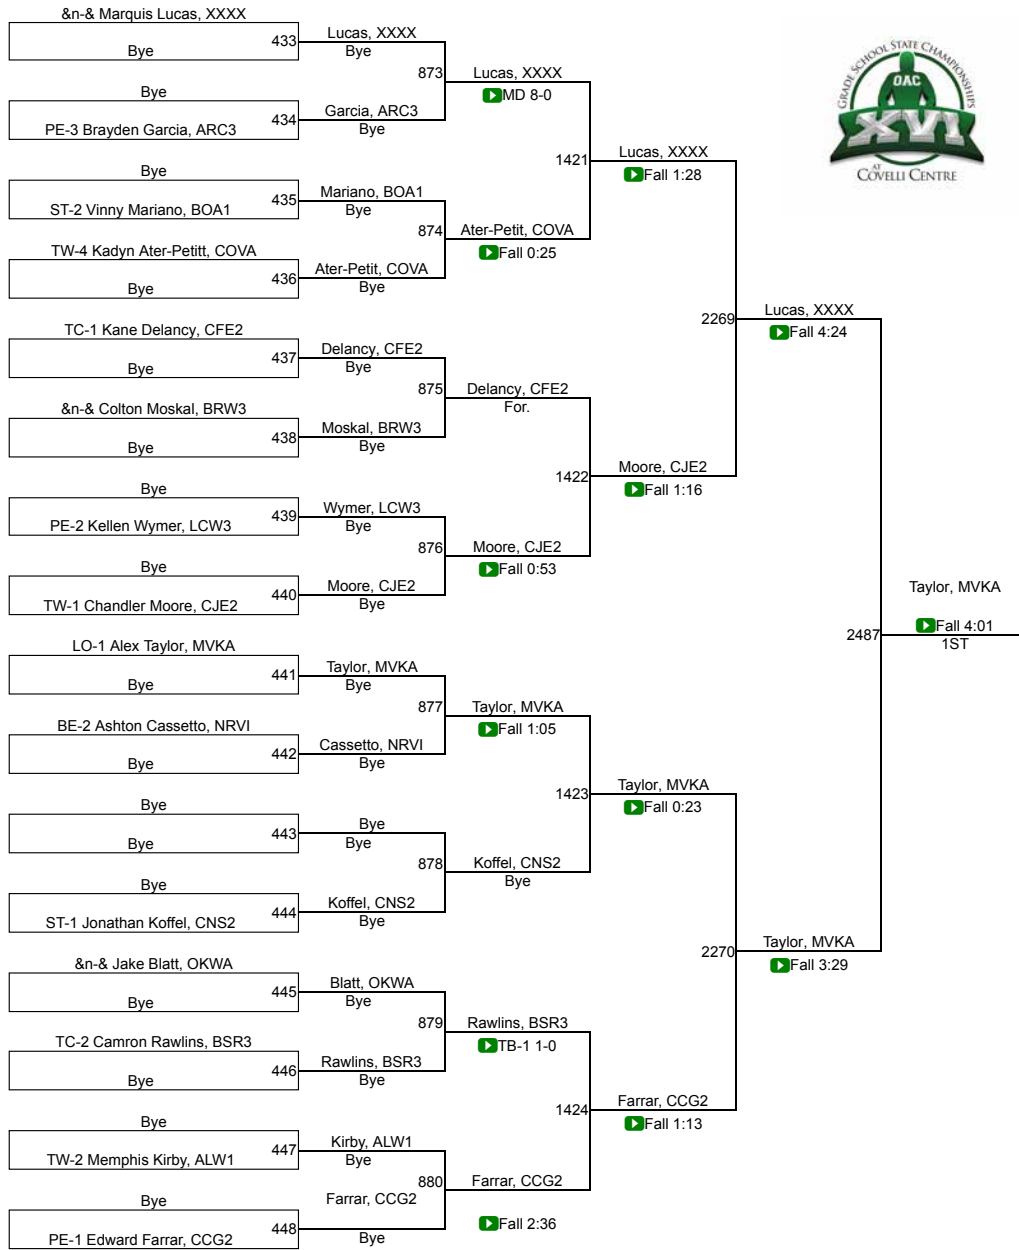 &n-& Marquis Lucas, XXXX
433
Bye
Lucas, XXXX
Bye
873
Lucas, XXXX
MD 8-0
Bye
434
PE-3 Brayden Garcia, ARC3
Garcia, ARC3
Bye
1421
Lucas, XXXX
Fall 1:28
Bye
435
ST-2 Vinny Mariano, BOA1
Mariano, BOA1
Bye
874
Ater-Petit, COVA
Fall 0:25
TW-4 Kadyn Ater-Petitt, COVA
436
Bye
Ater-Petit, COVA
Bye
2269
Lucas, XXXX
Fall 4:24
TC-1 Kane Delancy, CFE2
437
Bye
Delancy, CFE2
Bye
875
Delancy, CFE2
For.
&n-& Colton Moskal, BRW3
438
Bye
Moskal, BRW3
Bye
1422
Moore, CJE2
Fall 1:16
Bye
439
PE-2 Kellen Wymer, LCW3
Wymer, LCW3
Bye
876
Moore, CJE2
Fall 0:53
Bye
440
TW-1 Chandler Moore, CJE2
Moore, CJE2
Bye
2487
Taylor, MVKA
Fall 4:01
1ST
LO-1 Alex Taylor, MVKA
441
Bye
Taylor, MVKA
Bye
877
Taylor, MVKA
Fall 1:05
BE-2 Ashton Cassetto, NRVI
442
Bye
Cassetto, NRVI
Bye
1423
Taylor, MVKA
Fall 0:23
Bye
443
Bye
Bye
Bye
878
Koffel, CNS2
Bye
Bye
444
ST-1 Jonathan Koffel, CNS2
Koffel, CNS2
Bye
2270
Taylor, MVKA
Fall 3:29
&n-& Jake Blatt, OKWA
445
Bye
Blatt, OKWA
Bye
879
Rawlins, BSR3
TB-1 1-0
TC-2 Camron Rawlins, BSR3
446
Bye
Rawlins, BSR3
Bye
1424
Farrar, CCG2
Fall 1:13
Bye
447
TW-2 Memphis Kirby, ALW1
Kirby, ALW1
Bye
880
Farrar, CCG2
Fall 2:36
Bye
448
PE-1 Edward Farrar, CCG2
Farrar, CCG2
Bye
GRADE SCHOOL STATE CHAMPIONSHIPS
OAC
XVI
AT
COVELLI CENTRE